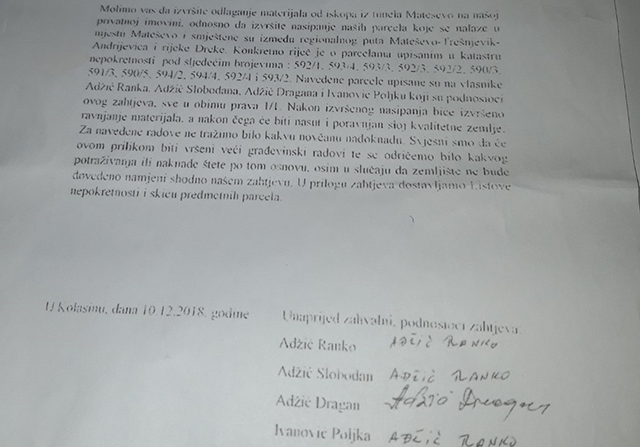 Molimo vas da izvršite odlaganje materijala od iskopa iz tunela Mateševo na našoj
privatnoj imovini, odnosno da izvršite nasipanje naših parcela koje se nalaze u
mjestu Mateševo i smještene su između regionalnog puta Mateševo-Trešnjevik-
Andrijevica i rijeke Drcke. Konkretno riječ je o parcelama upisanim u katastru
nepokretnosti pod sljedećim brojevima : 592/1, 593/4, 593/3, 592/3, 592/2, 590/3,
591/3, 590/5, 594/2, 594/4, 592/4 i 593/2. Navedene parcele upisane su na vlasnike
Adžić Ranka, Adžić Slobodana, Adžić Dragana i Ivanović Poljku koji su podnosioci
ovog zahtjeva, sve u obimu prava 1/1. Nakon izvršenog nasipanja biće izvršeno
ravnjanje materijala, a nakon čega će biti nasut i poravnjan sloj kvalitetne zemlje.
Za navedene radove ne tražimo bilo kakvu novčanu nadoknadu. Svjesni smo da će
ovom prilikom biti vršeni veći građevinski radovi te se odričemo bilo kakvog
potraživanja ili naknade štete po tom osnovu, osim u slučaju da zemljište ne bude
dovedeno namjeni shodno našem zahtjevu. U prilogu zahtjeva dostavljamo Listove
nepokretnosti i skicu predmetnih parcela.
U Kolašinu, dana 10.12.2018. godine
Unaprijed zahvalni, podnosioci zahtjeva
Adžić Ranko ADŽIĆ RANKO
Adžić Slobodan ADŽIĆ RANKO
Adžić Dragan Adžić Dragan
Ivanović Poljka ADŽIĆ RANKO